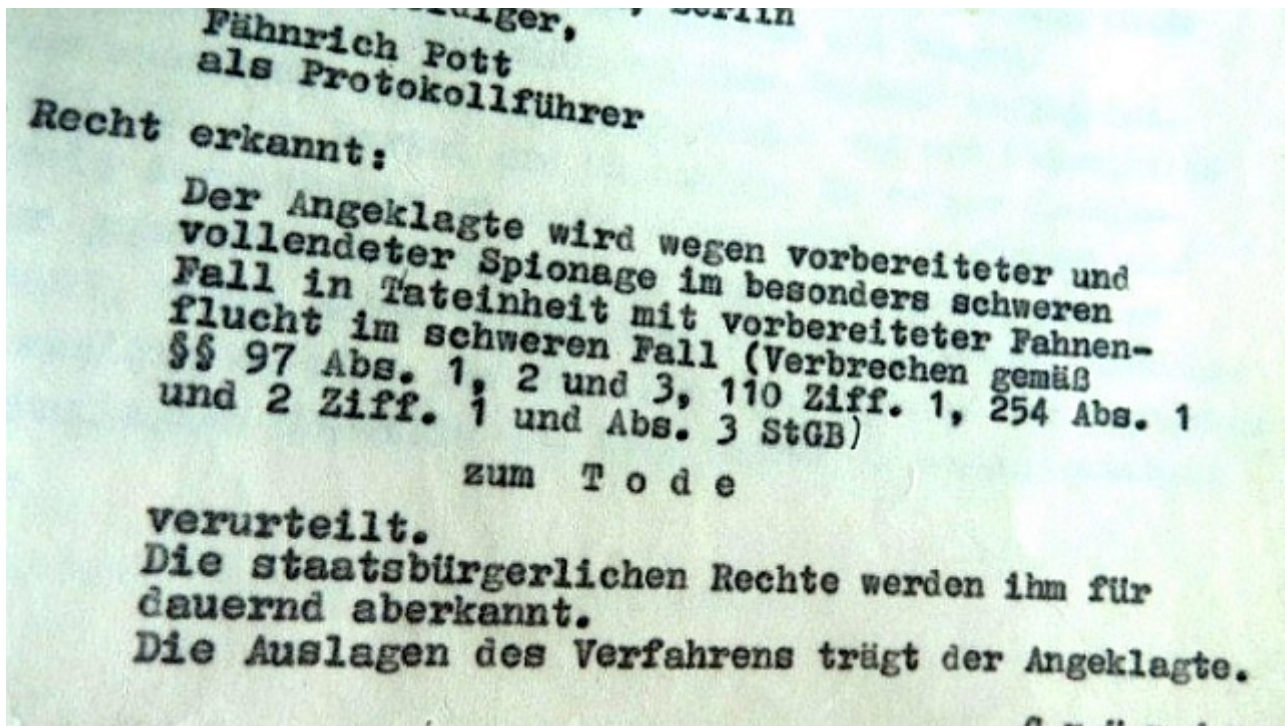 Berlin
Fähnrich Pott
als Protokollführer
Recht erkannt:
Der Angeklagte wird wegen vorbereiteter und
vollendeter Spionage im besonders schweren
Fall in Tateinheit mit vorbereiteter Fahnen-
flucht im schweren Fall (Verbrechen gemäß
§§ 97 Abs. 1, 2 und 3, 110 Ziff. 1, 254 Abs. 1
und 2 Ziff. 1 und Abs. 3 StGB)
zum T o d e
verurteilt.
Die staatsbürgerlichen Rechte werden ihm für
dauernd aberkannt.
Die Auslagen des Verfahrens trägt der Angeklagte.